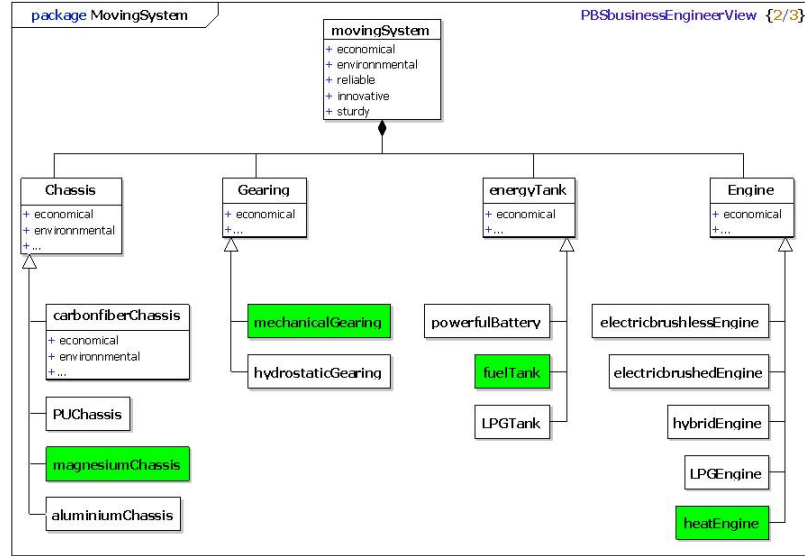 package MovingSystem
PBSbusinessEngineerView {2/3}
movingSystem
+ economical
+ environnmental
+ reliable
+ innovative
+ sturdy
Chassis
+ economical
+ environnmental
+ ...
Gearing
+ economical
+ ...
energyTank
+ economical
+ ...
Engine
+ economical
+ ...
carbonfiberChassis
+ economical
+ environnmental
+ ...
PUChassis
magnesiumChassis
aluminiumChassis
mechanicalGearing
hydrostaticGearing
powerfulBattery
fuelTank
LPGTank
electricbrushlessEngine
electricbrushedEngine
hybridEngine
LPGEngine
heatEngine